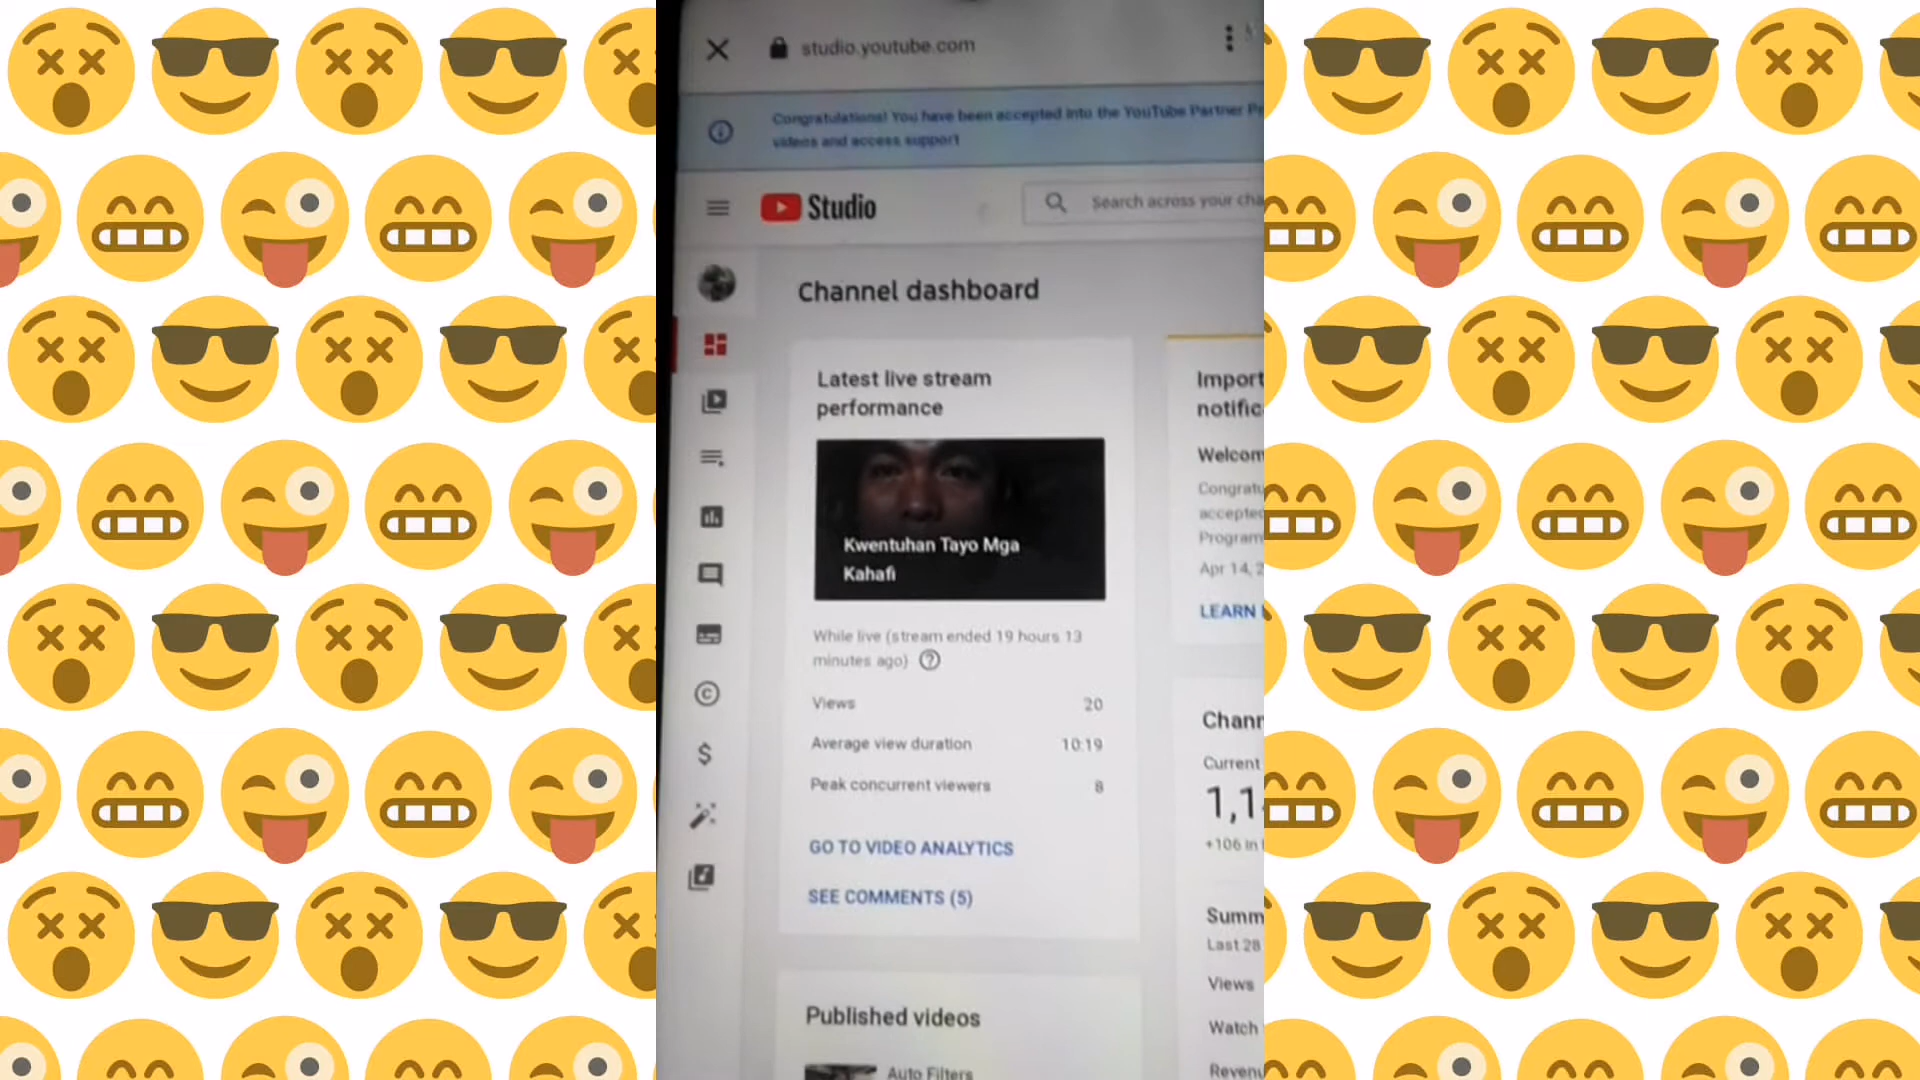 studio.youtube.com
Congratulations! You have been accepted into the YouTube Partner
videos and access support
Studio
Search across your
Channel dashboard
Latest live stream
performance
Kwentuhan Tayo Mga
Kahafi
While live (stream ended 19 hours 13
minutes ago)
Views 20
Average view duration 10:19
Peak concurrent viewers 8
GO TO VIDEO ANALYTICS
SEE COMMENTS (5)
Published videos
Auto Filters
Import
notific
Welcom
Congratu
accepted
Program
Apr 14, 2
LEARN
Chann
Current
1,1
+106 in
Summ
Last 28
Views
Watch
Revenu